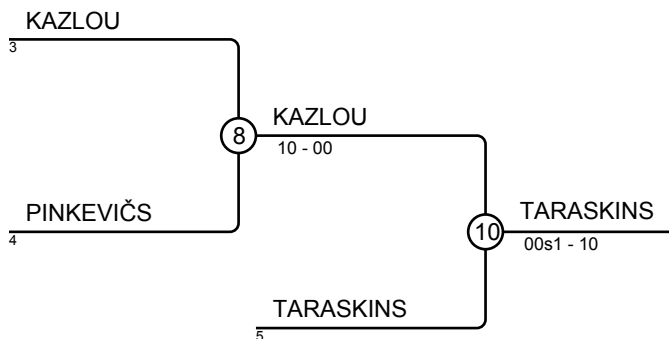 KAZLOU
3
8
KAZLOU
10 - 00
PINKEVIČS
4
10
TARASKINS
00s1 - 10
TARASKINS
5